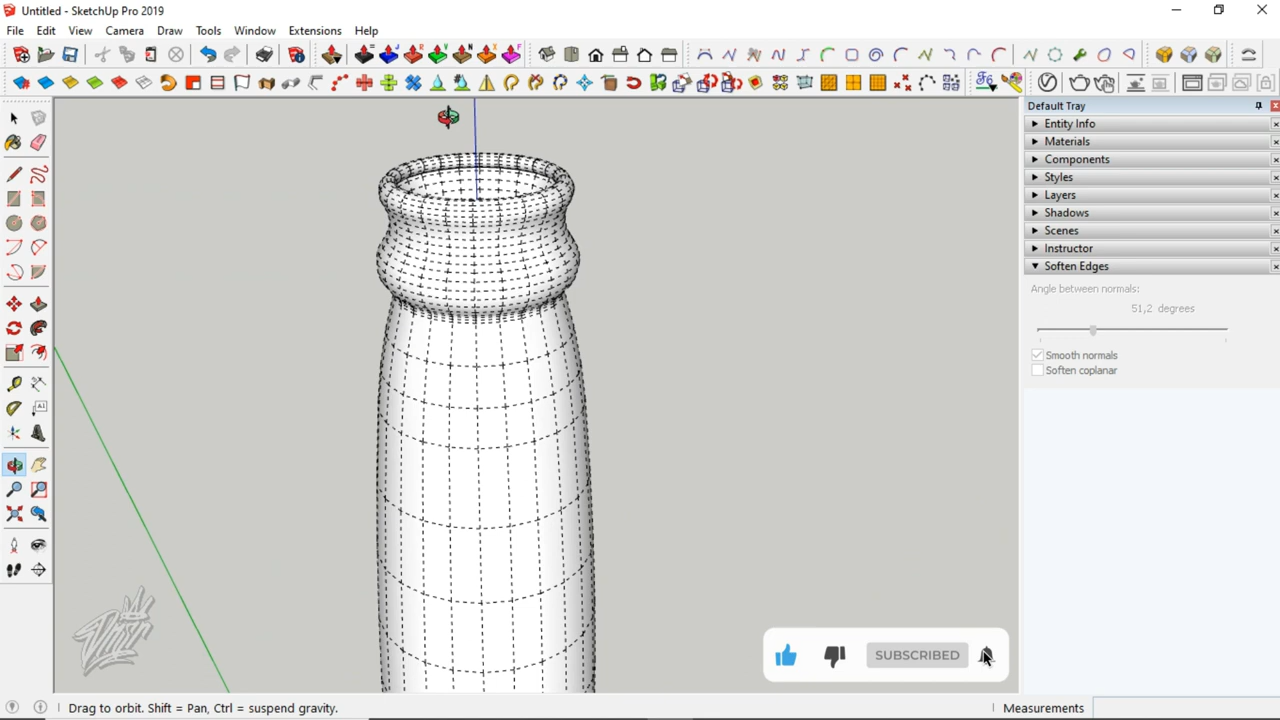 Untitled - SketchUp Pro 2019
File Edit View Camera Draw Tools Window Extensions Help
Default Tray
Entity Info
Materials
Components
Styles
Layers
Shadows
Scenes
Instructor
Soften Edges
Angle between normals:
51,2 degrees
Smooth normals
Soften coplanar
SUBSCRIBED
Drag to orbit. Shift = Pan, Ctrl = suspend gravity.
Measurements